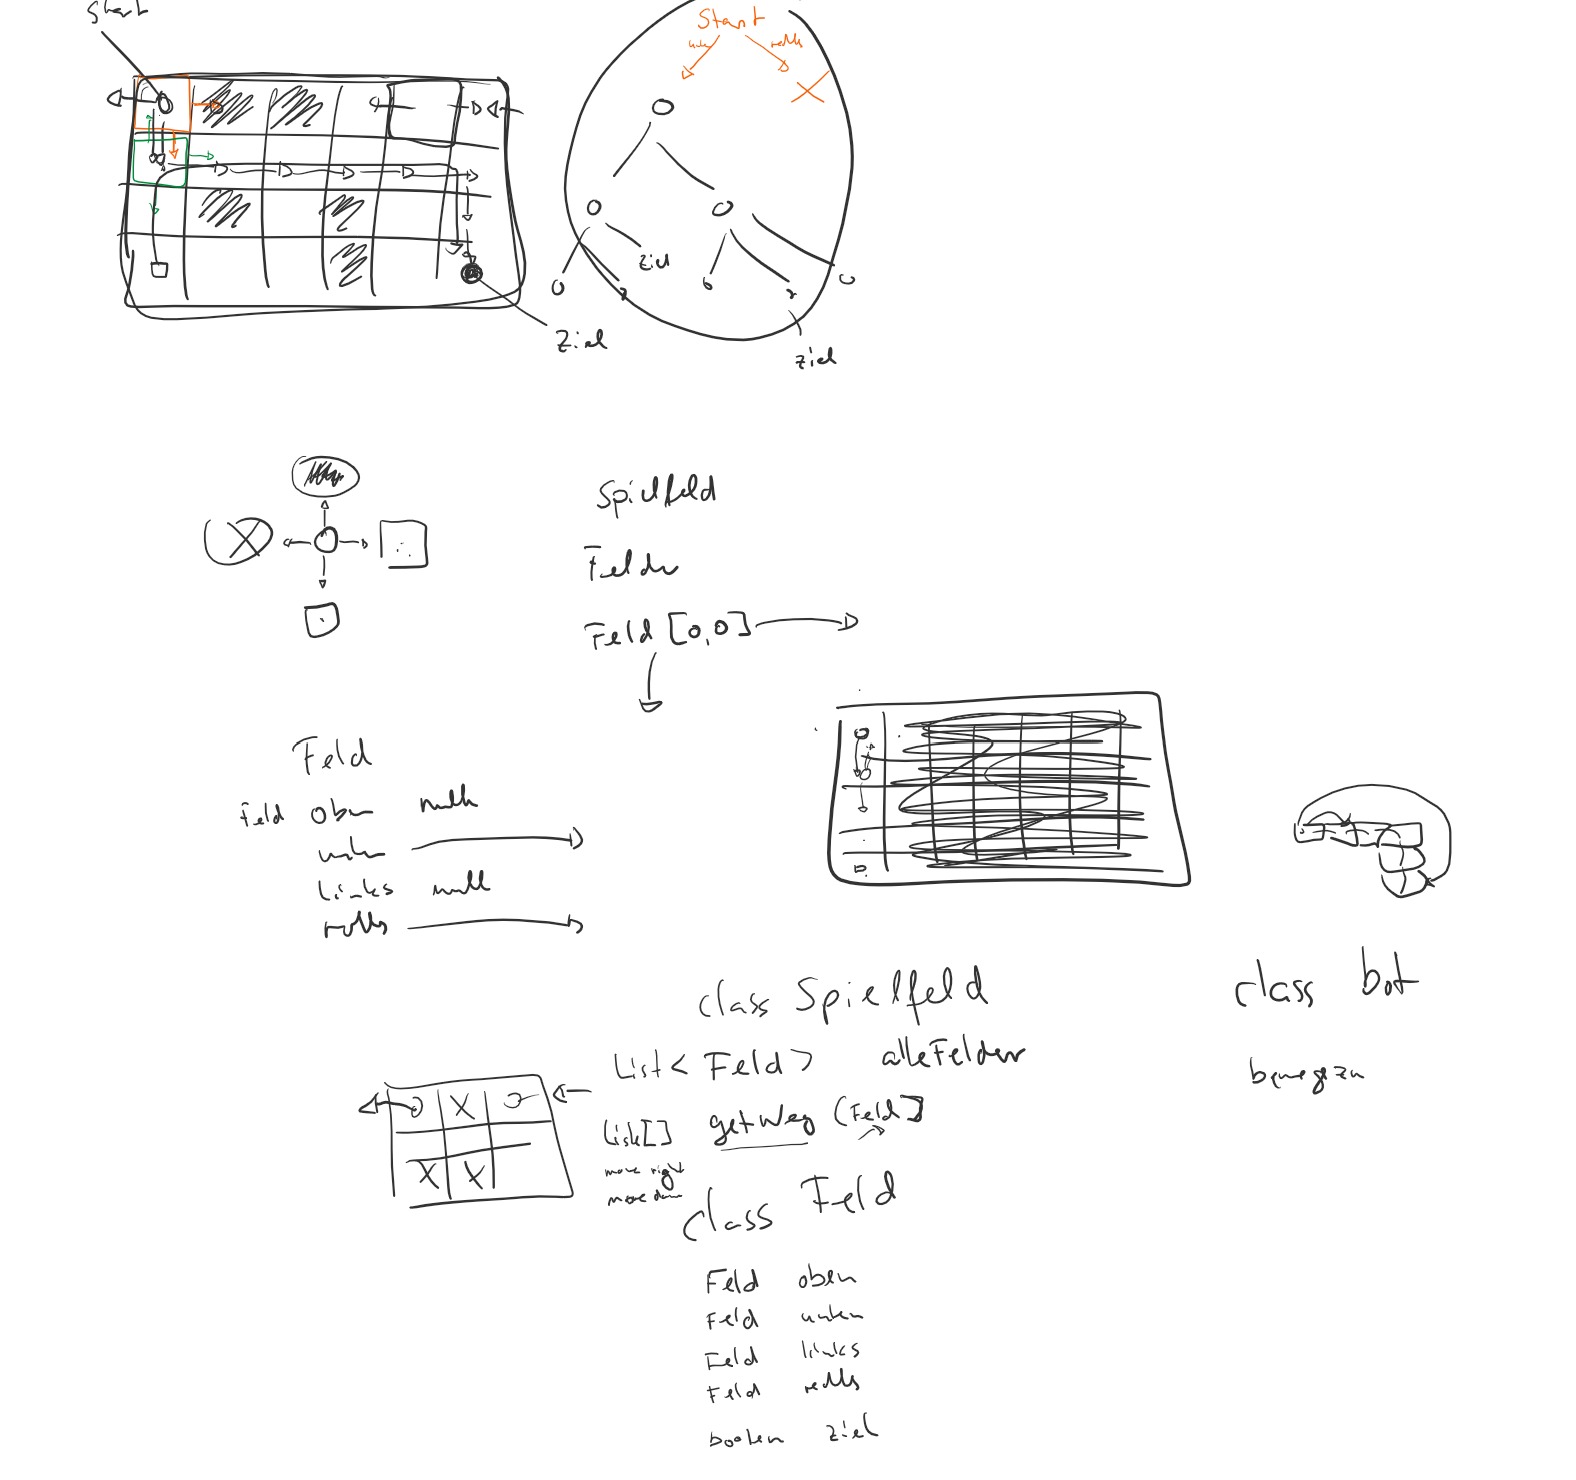 Start
Start
unten
rechts
Ziel
Ziel
Ziel
Spielfeld
Felder
Feld [0,0]
Feld
Feld oben null
unten
links null
rechts
class Spielfeld
class bot
List< Feld > alleFelder
bewegen
List[] getWeg (Feld]
move right
move down
class Feld
Feld oben
Feld unten
Feld links
Feld rechts
boolen ziel